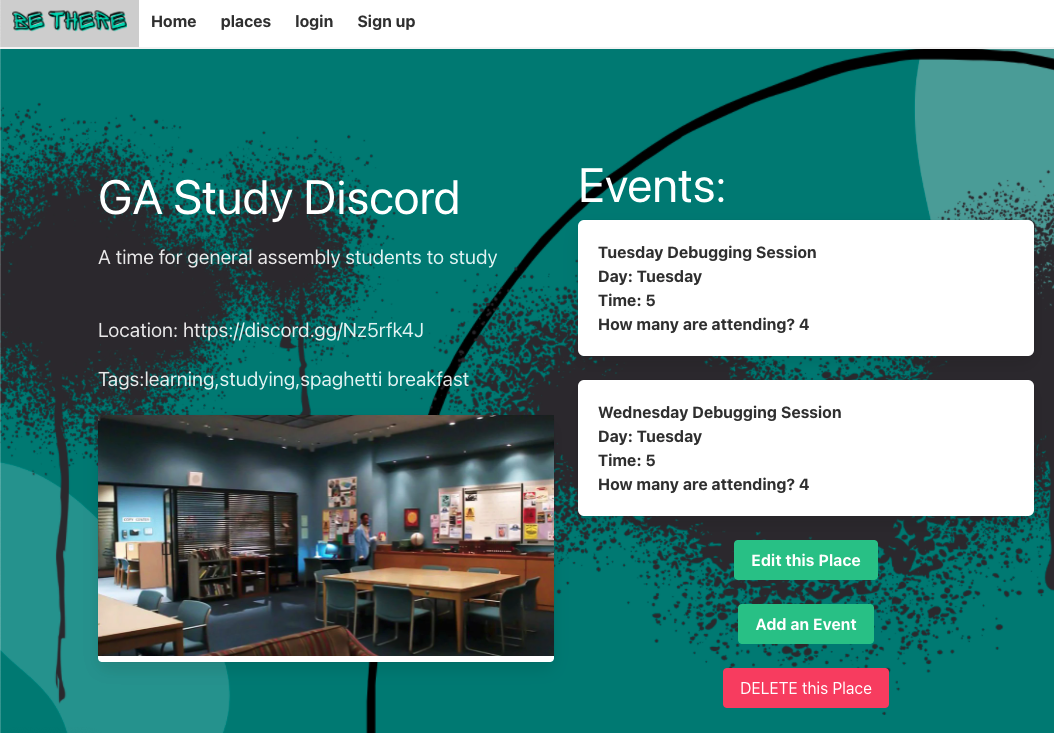 BE THERE
Home places login Sign up
GA Study Discord
A time for general assembly students to study
Location: https://discord.gg/Nz5rfk4J
Tags:learning,studying,spaghetti breakfast
Events:
Tuesday Debugging Session
Day: Tuesday
Time: 5
How many are attending? 4
Wednesday Debugging Session
Day: Tuesday
Time: 5
How many are attending? 4
Edit this Place
Add an Event
DELETE this Place